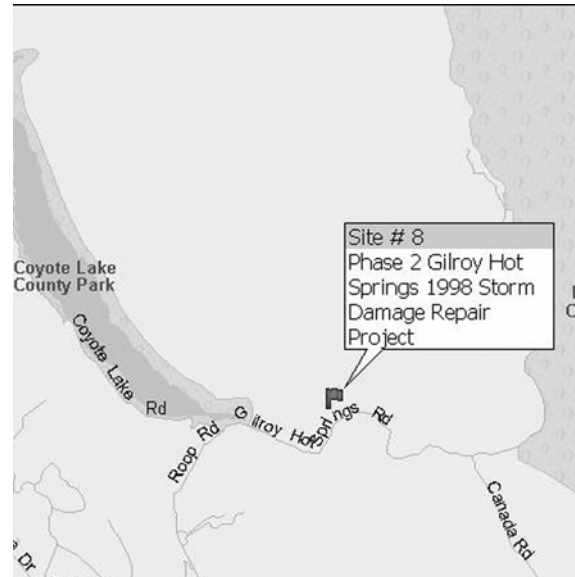 Site # 8
Phase 2 Gilroy Hot
Springs 1998 Storm
Damage Repair
Project
Coyote Lake
County Park
Coyote Lake Rd
Roop Rd
Gilroy Hot Springs Rd
Canada Rd
Dr